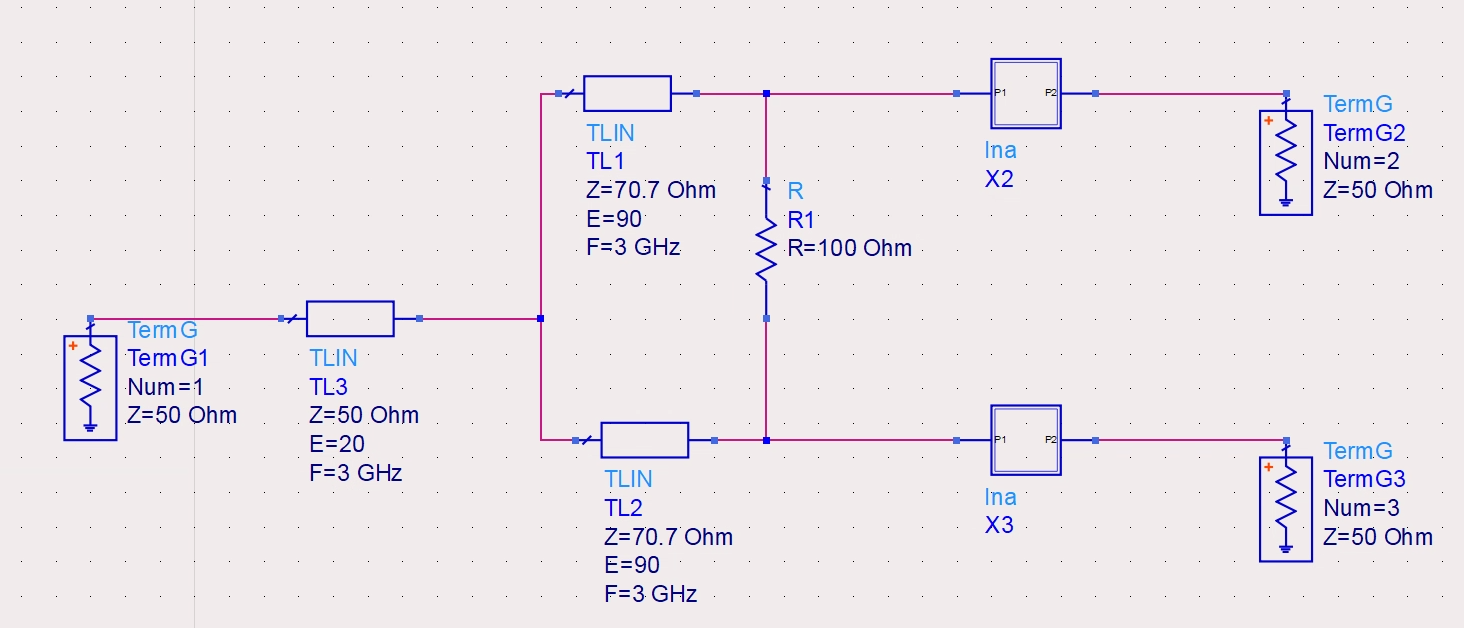 TLIN
TL1
Z=70.7 Ohm
E=90
F=3 GHz
R
R1
R=100 Ohm
P1 P2
lna
X2
+
TermG
TermG2
Num=2
Z=50 Ohm
+
TermG
TermG1
Num=1
Z=50 Ohm
TLIN
TL3
Z=50 Ohm
E=20
F=3 GHz
TLIN
TL2
Z=70.7 Ohm
E=90
F=3 GHz
P1 P2
lna
X3
+
TermG
TermG3
Num=3
Z=50 Ohm